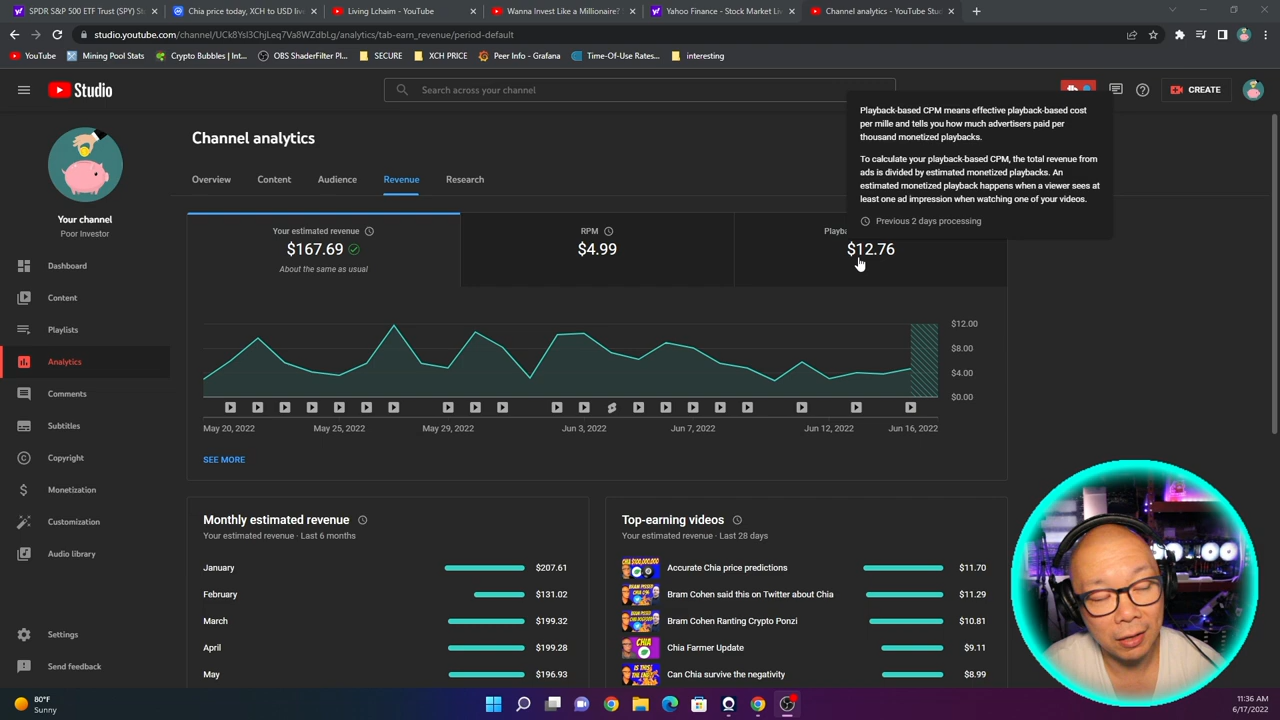 SPDR S&P 500 ETF Trust (SPY) St
Chia price today, XCH to USD live
Living Lchaim - YouTube
Wanna Invest Like a Millionaire?
Yahoo Finance - Stock Market Liv
Channel analytics - YouTube Stud
studio.youtube.com/channel/UCk8YsI3ChjLeq7Va8WZdbLg/analytics/tab-earn_revenue/period-default
YouTube
Mining Pool Stats
Crypto Bubbles | Int...
OBS ShaderFilter Pl...
SECURE
XCH PRICE
Peer Info - Grafana
Time-Of-Use Rates...
interesting
Studio
Search across your channel
CREATE
Playback-based CPM means effective playback-based cost
per mille and tells you how much advertisers paid per
thousand monetized playbacks.
To calculate your playback-based CPM, the total revenue from
ads is divided by estimated monetized playbacks. An
estimated monetized playback happens when a viewer sees at
least one ad impression when watching one of your videos.
Previous 2 days processing
Channel analytics
Overview
Content
Audience
Revenue
Research
Your channel
Poor Investor
Dashboard
Content
Playlists
Analytics
Comments
Subtitles
Copyright
Monetization
Customization
Audio library
Settings
Send feedback
Your estimated revenue
$167.69
About the same as usual
RPM
$4.99
Playba
$12.76
$12.00
$8.00
$4.00
$0.00
May 20, 2022
May 25, 2022
May 29, 2022
Jun 3, 2022
Jun 7, 2022
Jun 12, 2022
Jun 16, 2022
SEE MORE
Monthly estimated revenue
Your estimated revenue · Last 6 months
January $207.61
February $131.02
March $199.32
April $199.28
May $196.93
Top-earning videos
Your estimated revenue · Last 28 days
Accurate Chia price predictions $11.70
Bram Cohen said this on Twitter about Chia $11.29
Bram Cohen Ranting Crypto Ponzi $10.81
Chia Farmer Update $9.11
Can Chia survive the negativity $8.99
80°F
Sunny
11:36 AM
6/17/2022